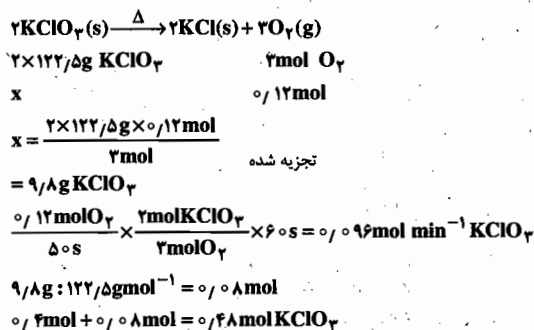 ۲KClO۳(s) —Δ→ ۲KCl(s)+۳O۲(g)
۲×۱۲۲/۵g KClO۳ ۳mol O۲
x ۰/۱۲mol
x = ۲×۱۲۲/۵g×۰/۱۲mol / ۳mol تجزیه شده
= ۹/۸g KClO۳
۰/۱۲molO۲ / ۵۰s × ۲molKClO۳ / ۳molO۲ ×۶۰s = ۰/۰۹۶mol min⁻¹ KClO۳
۹/۸g : ۱۲۲/۵gmol⁻¹ = ۰/۰۸mol
۰/۴mol+۰/۰۸mol = ۰/۴۸molKClO۳